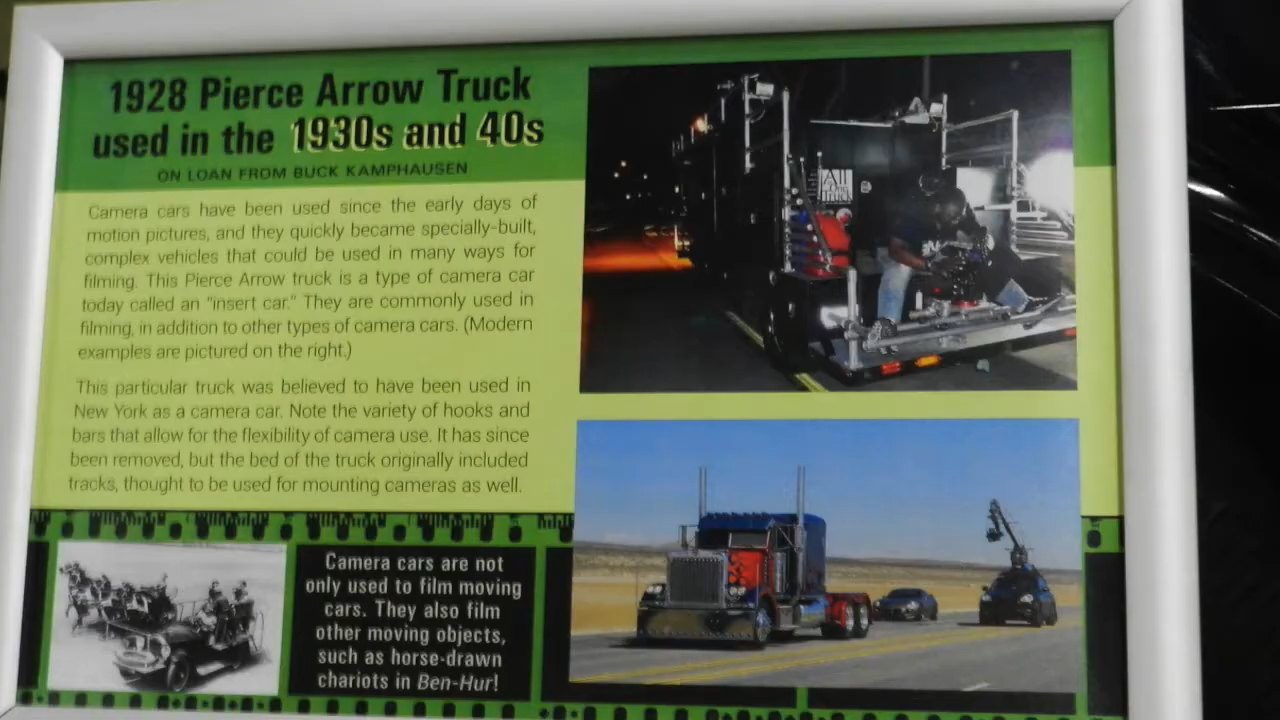 1928 Pierce Arrow Truck
used in the 1930s and 40s
ON LOAN FROM BUCK KAMPHAUSEN
Camera cars have been used since the early days of
motion pictures, and they quickly became specially-built,
complex vehicles that could be used in many ways for
filming. This Pierce Arrow truck is a type of camera car
today called an "insert car." They are commonly used in
filming, in addition to other types of camera cars. (Modern
examples are pictured on the right.)
This particular truck was believed to have been used in
New York as a camera car. Note the variety of hooks and
bars that allow for the flexibility of camera use. It has since
been removed, but the bed of the truck originally included
tracks, thought to be used for mounting cameras as well.
Camera cars are not
only used to film moving
cars. They also film
other moving objects,
such as horse-drawn
chariots in Ben-Hur!
ALL